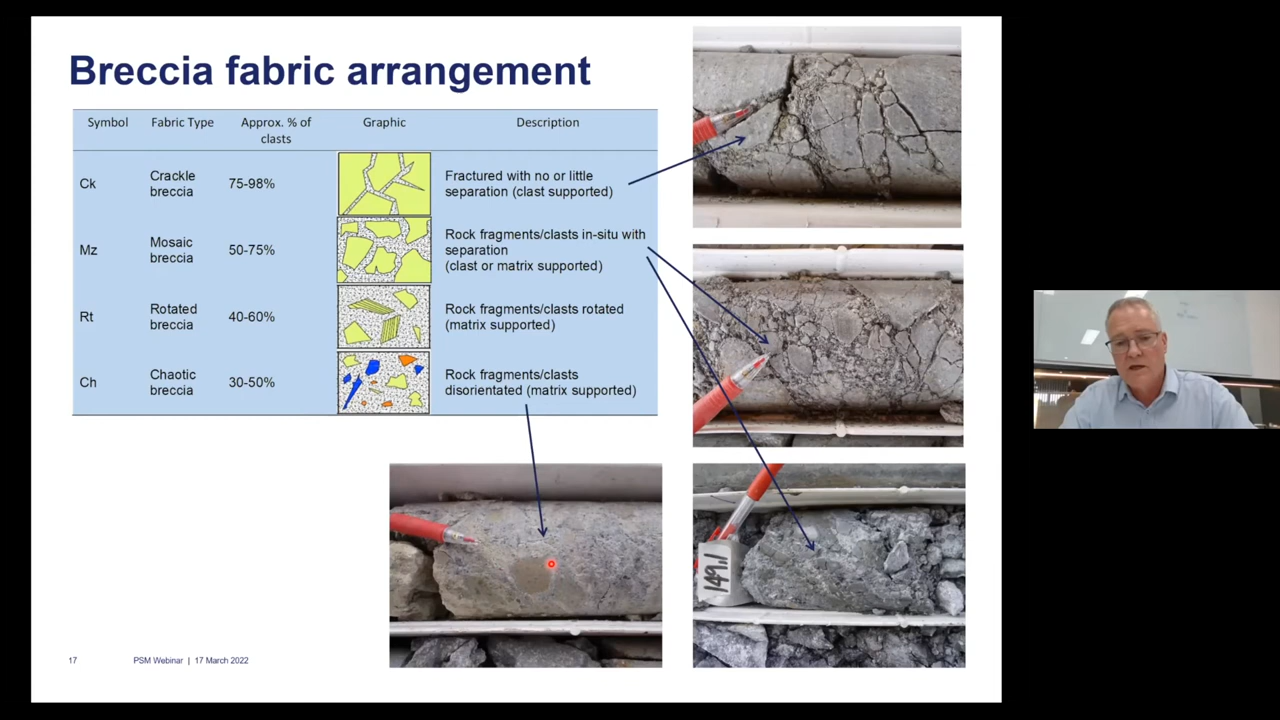 Breccia fabric arrangement
Symbol Fabric Type Approx. % of clasts Graphic Description
Ck
Crackle
breccia
75-98%
Fractured with no or little
separation (clast supported)
Mz
Mosaic
breccia
50-75%
Rock fragments/clasts in-situ with
separation
(clast or matrix supported)
Rt
Rotated
breccia
40-60%
Rock fragments/clasts rotated
(matrix supported)
Ch
Chaotic
breccia
30-50%
Rock fragments/clasts
disorientated (matrix supported)
149.1
17 PSM Webinar | 17 March 2022